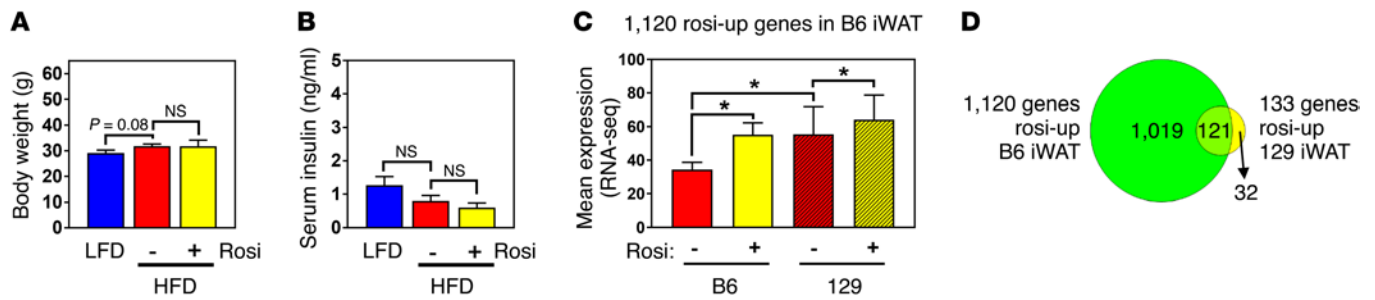 A
Body weight (g)
60
50
40
30
20
10
0
P = 0.08
NS
LFD
-
+
Rosi
HFD
B
Serum insulin (ng/ml)
5
4
3
2
1
0
NS
NS
LFD
-
+
Rosi
HFD
C
1,120 rosi-up genes in B6 iWAT
Mean expression
(RNA-seq)
100
80
60
40
20
0
*
*
*
Rosi:
-
+
-
+
B6
129
D
1,120 genes
rosi-up
B6 iWAT
1,019
121
133 genes
rosi-up
129 iWAT
32